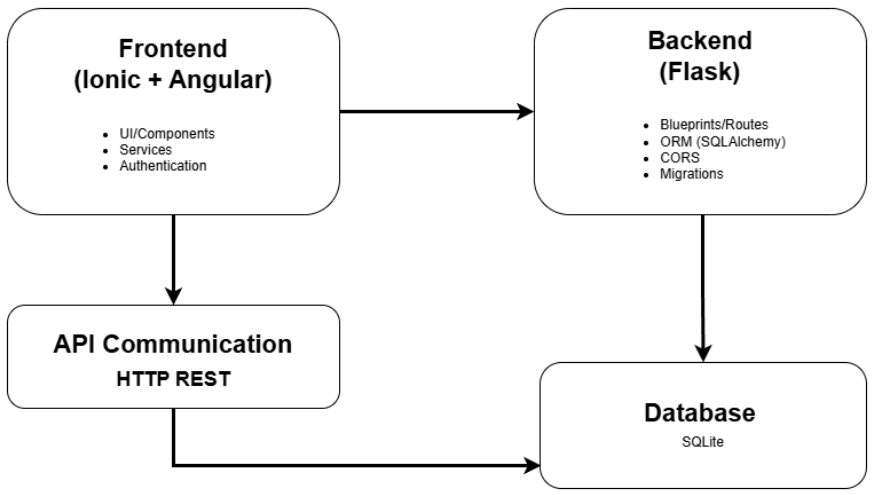 Frontend
(Ionic + Angular)
• UI/Components
• Services
• Authentication
Backend
(Flask)
• Blueprints/Routes
• ORM (SQLAlchemy)
• CORS
• Migrations
API Communication
HTTP REST
Database
SQLite